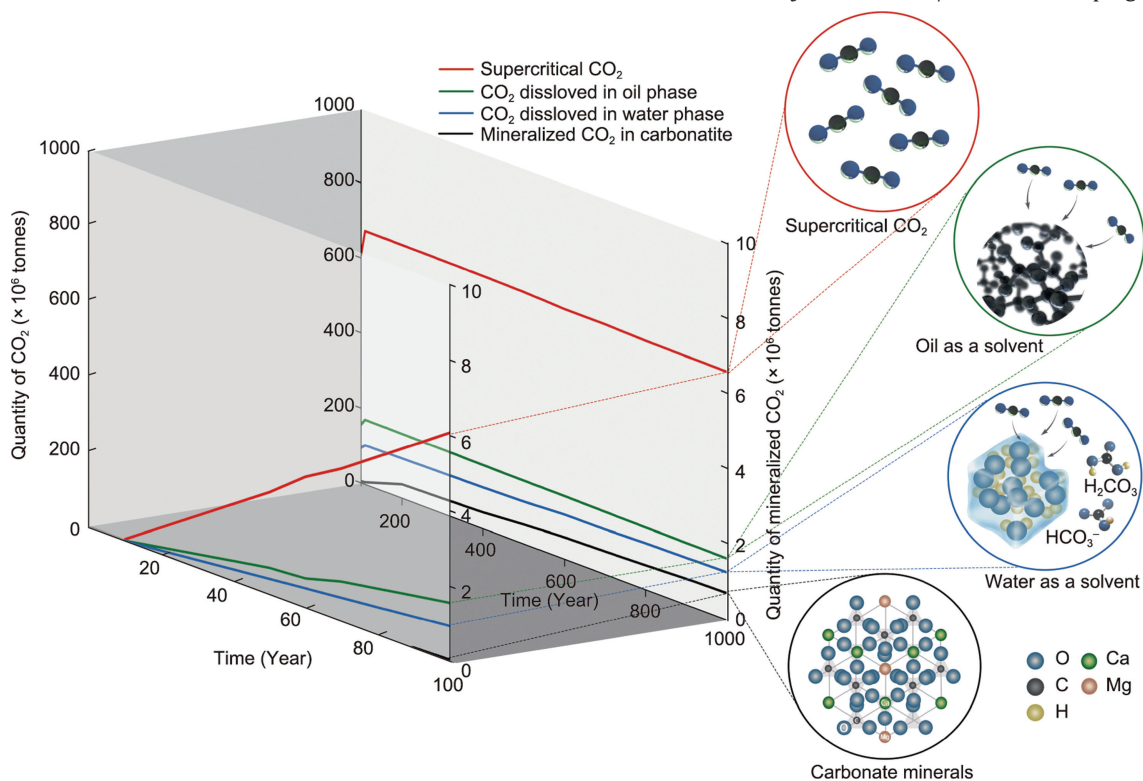 Supercritical CO₂
CO₂ dissloved in oil phase
CO₂ dissloved in water phase
Mineralized CO₂ in carbonatite
Quantity of CO₂ (× 10⁶ tonnes)
1000
800
600
400
200
0
1000
800
600
400
200
0
10
8
6
4
2
0
10
8
6
4
2
0
Quantity of mineralized CO₂ (× 10⁶ tonnes)
20
40
60
80
100
Time (Year)
200
400
600
800
1000
Time (Year)
Supercritical CO₂
Oil as a solvent
H₂CO₃
HCO₃⁻
Water as a solvent
Carbonate minerals
O
Ca
C
Mg
H